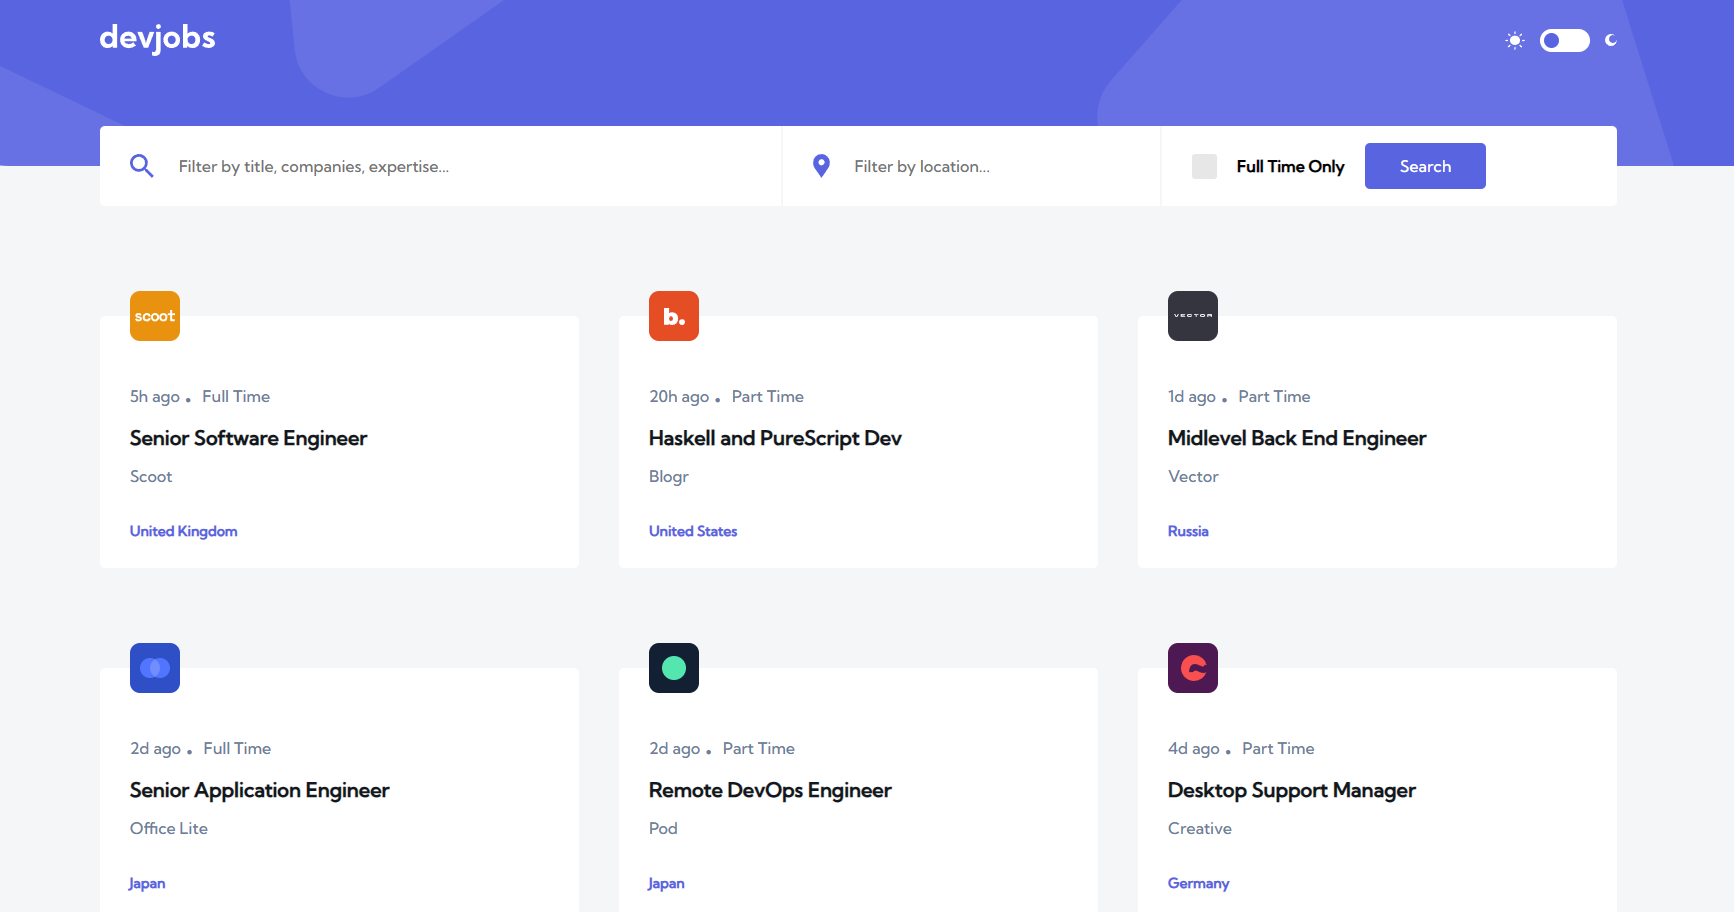 devjobs
Filter by title, companies, expertise...
Filter by location...
Full Time Only
Search
scoot
b.
VECTOR
5h ago • Full Time
Senior Software Engineer
Scoot
United Kingdom
20h ago • Part Time
Haskell and PureScript Dev
Blogr
United States
1d ago • Part Time
Midlevel Back End Engineer
Vector
Russia
2d ago • Full Time
Senior Application Engineer
Office Lite
Japan
2d ago • Part Time
Remote DevOps Engineer
Pod
Japan
4d ago • Part Time
Desktop Support Manager
Creative
Germany